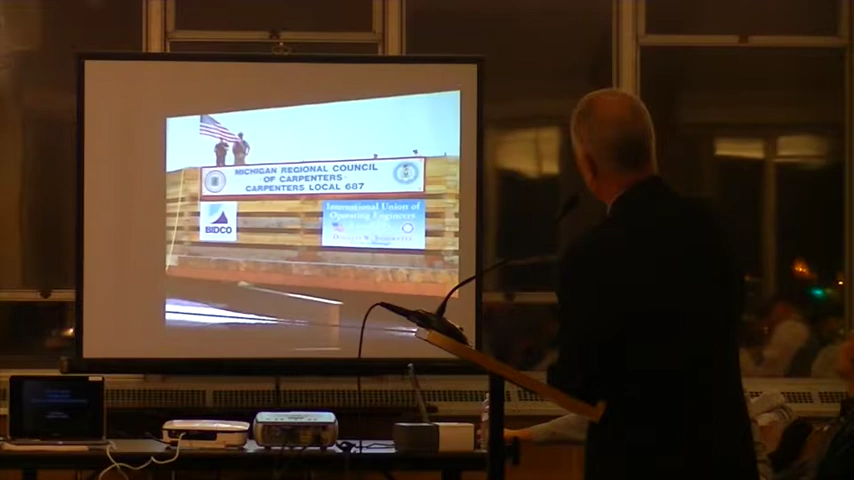 MICHIGAN REGIONAL COUNCIL
OF CARPENTERS
CARPENTERS LOCAL 687
BIDCO
International Union of
Operating Engineers